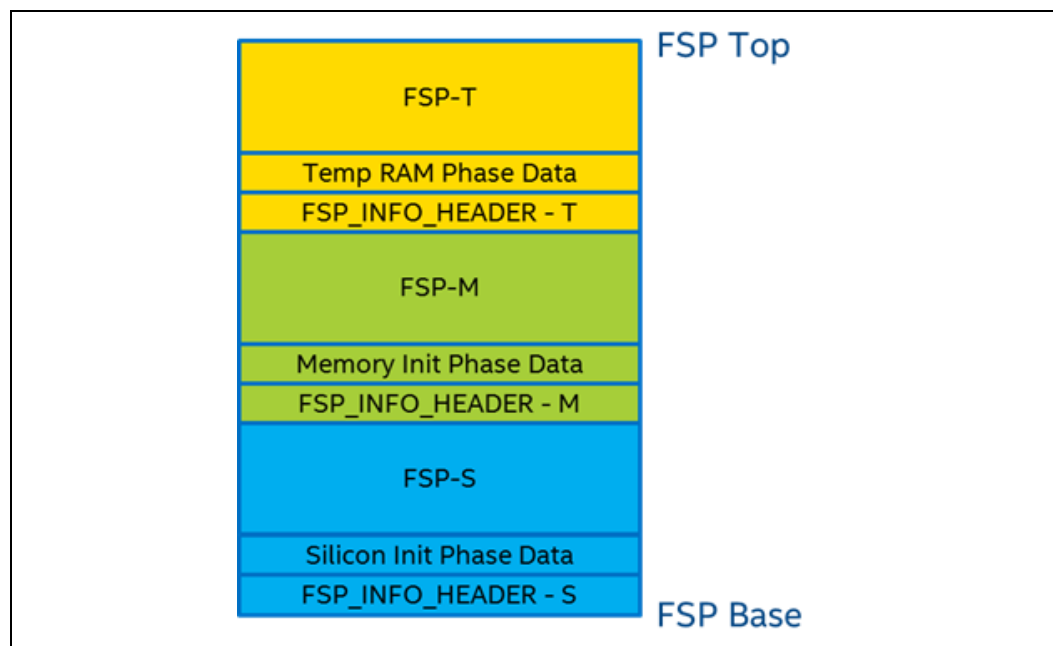 FSP Top
FSP-T
Temp RAM Phase Data
FSP_INFO_HEADER - T
FSP-M
Memory Init Phase Data
FSP_INFO_HEADER - M
FSP-S
Silicon Init Phase Data
FSP_INFO_HEADER - S
FSP Base